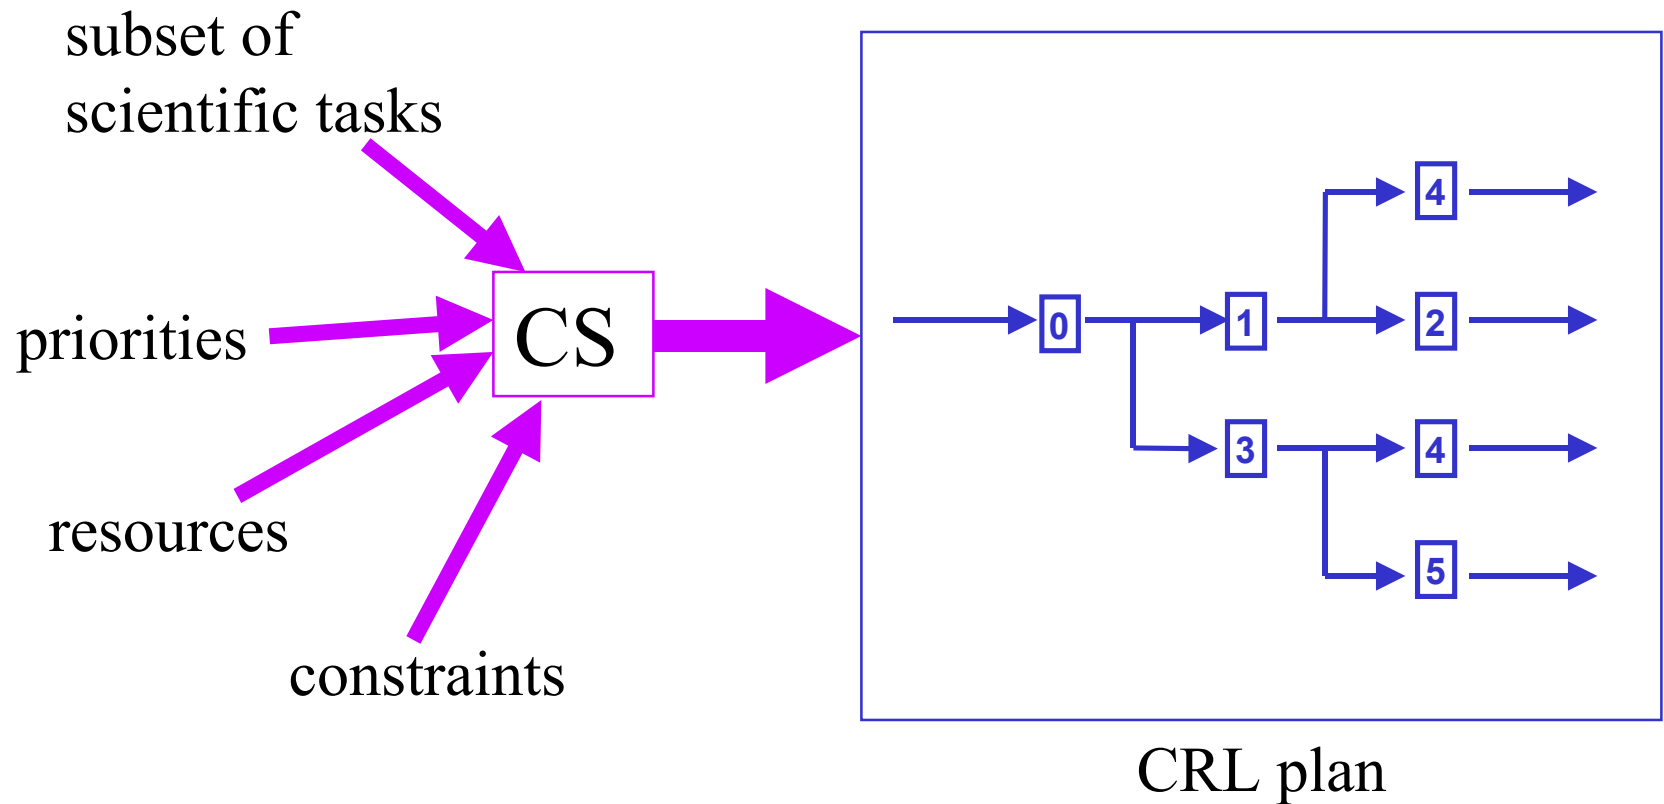 subset of
scientific tasks
priorities
resources
constraints
CS
4
0
1
2
3
4
5
CRL plan